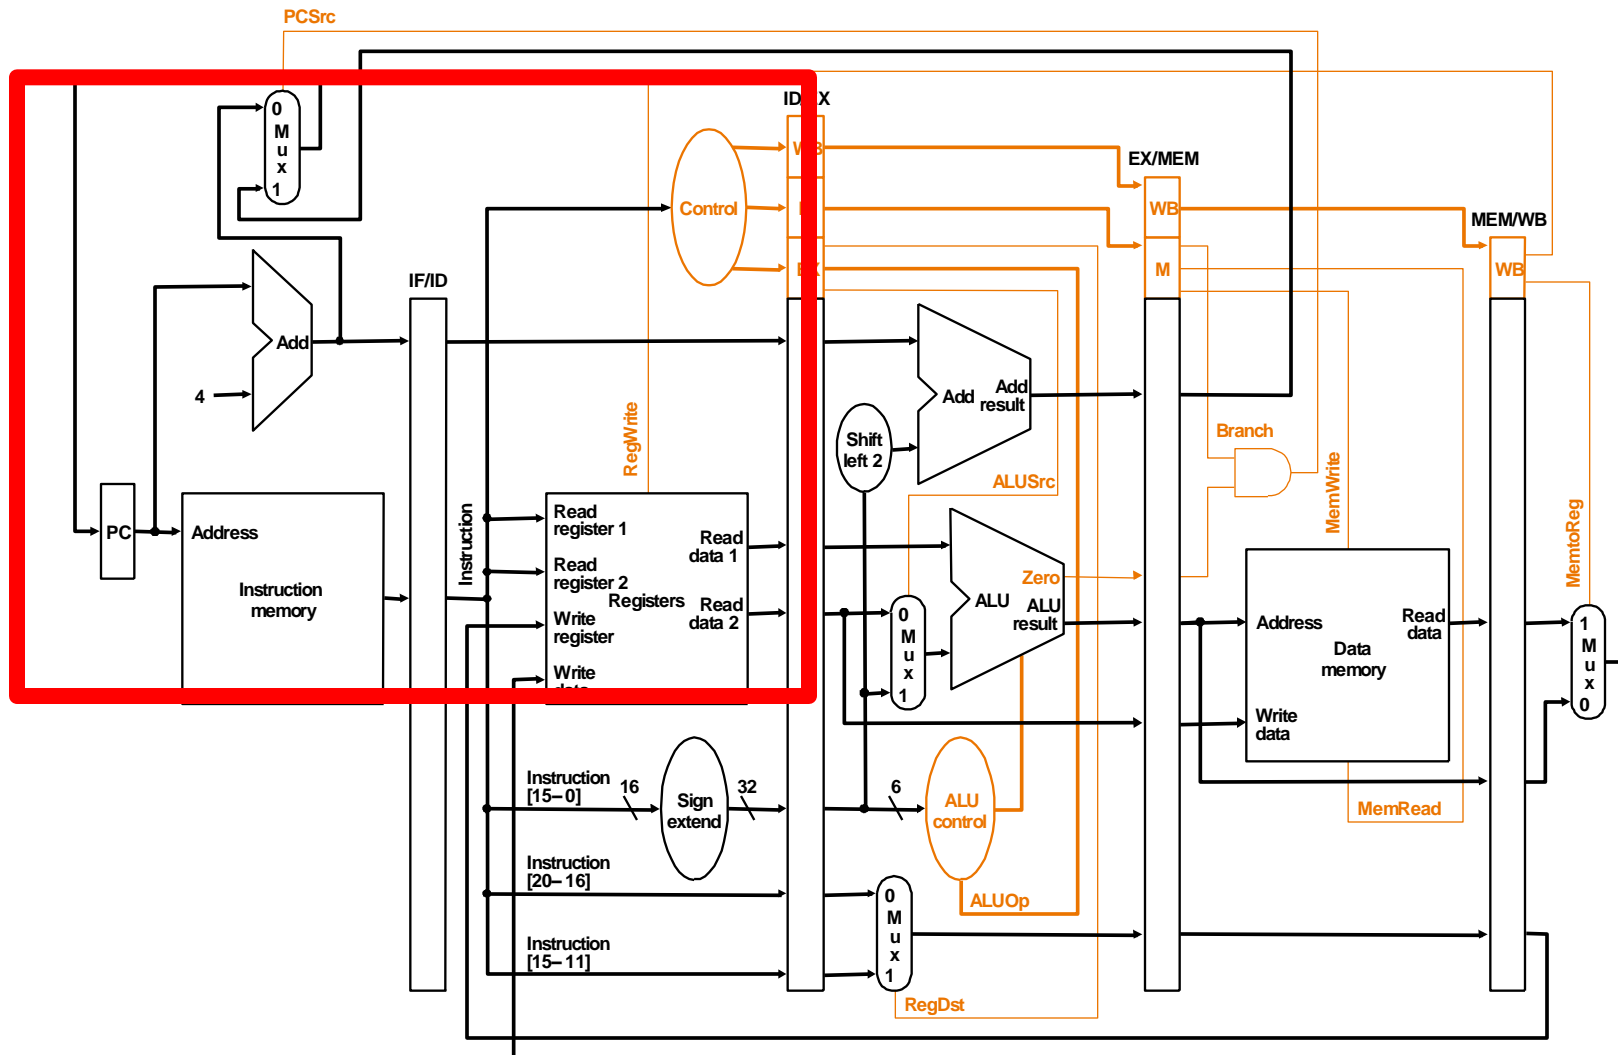 PCSrc
0
M
u
x
1
ID/EX
WB
EX
Control
EX/MEM
WB
M
MEM/WB
WB
IF/ID
Add
4
RegWrite
Add
Add
result
Shift
left 2
Branch
ALUSrc
MemWrite
PC
Address
Instruction
memory
Instruction
Read
register 1
Read
register 2
Registers
Write
register
Write
data
Read
data 1
Read
data 2
0
M
u
x
1
Zero
ALU
ALU
result
Address
Read
data
Data
memory
Write
data
MemtoReg
1
M
u
x
0
MemRead
Instruction
[15–0]
16
Sign
extend
32
6
ALU
control
Instruction
[20–16]
ALUOp
0
M
u
x
1
Instruction
[15–11]
RegDst